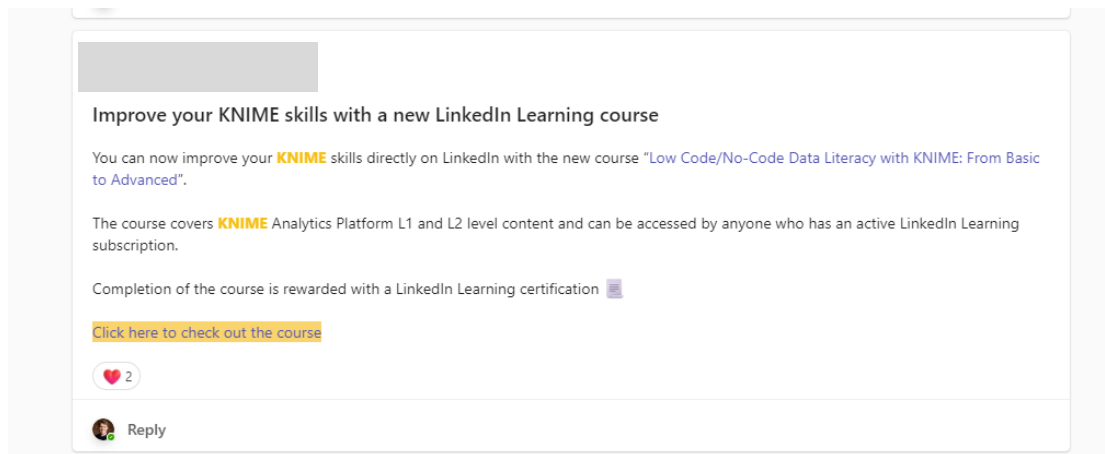 Improve your KNIME skills with a new LinkedIn Learning course
You can now improve your KNIME skills directly on LinkedIn with the new course “Low Code/No-Code Data Literacy with KNIME: From Basic
to Advanced”.
The course covers KNIME Analytics Platform L1 and L2 level content and can be accessed by anyone who has an active LinkedIn Learning
subscription.
Completion of the course is rewarded with a LinkedIn Learning certification
Click here to check out the course
2
Reply